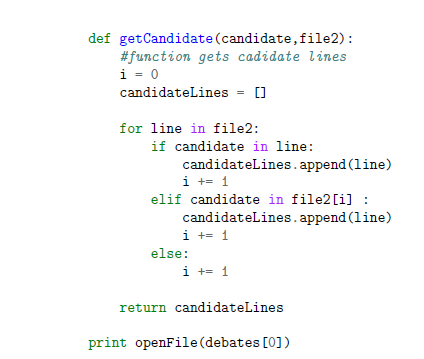 def getCandidate(candidate,file2):
    #function gets cadidate lines
    i = 0
    candidateLines = []
    for line in file2:
        if candidate in line:
            candidateLines.append(line)
            i += 1
        elif candidate in file2[i] :
            candidateLines.append(line)
            i += 1
        else:
            i += 1
    return candidateLines
print openFile(debates[0])